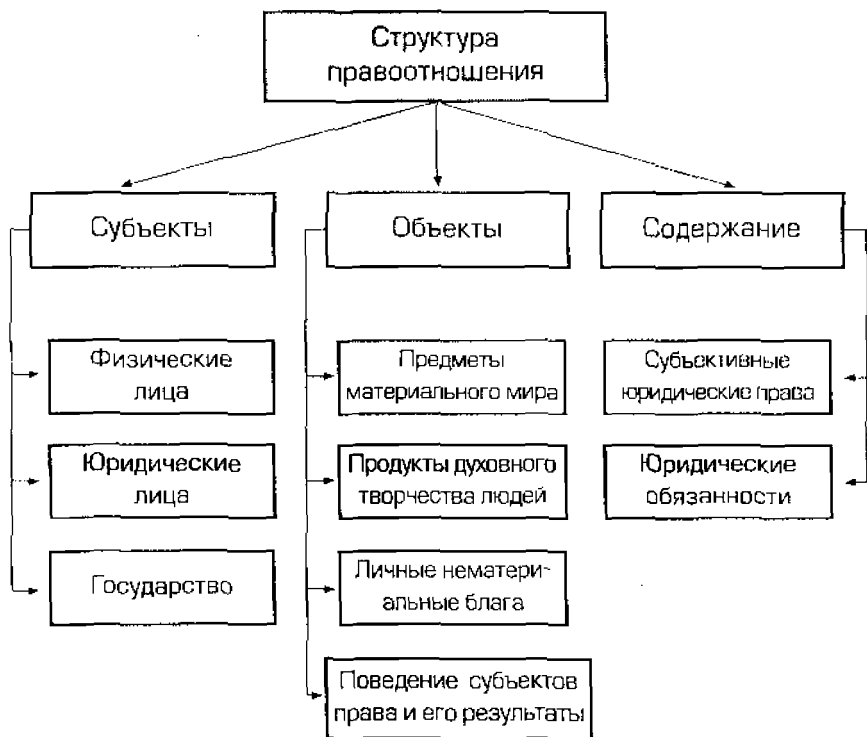 Структура
правоотношения
Субъекты
Объекты
Содержание
Физические
лица
Предметы
материального мира
Субъективные
юридические права
Юридические
лица
Продукты духовного
творчества людей
Юридические
обязанности
Государство
Личные нематери-
альные блага
Поведение субъектов
права и его результаты